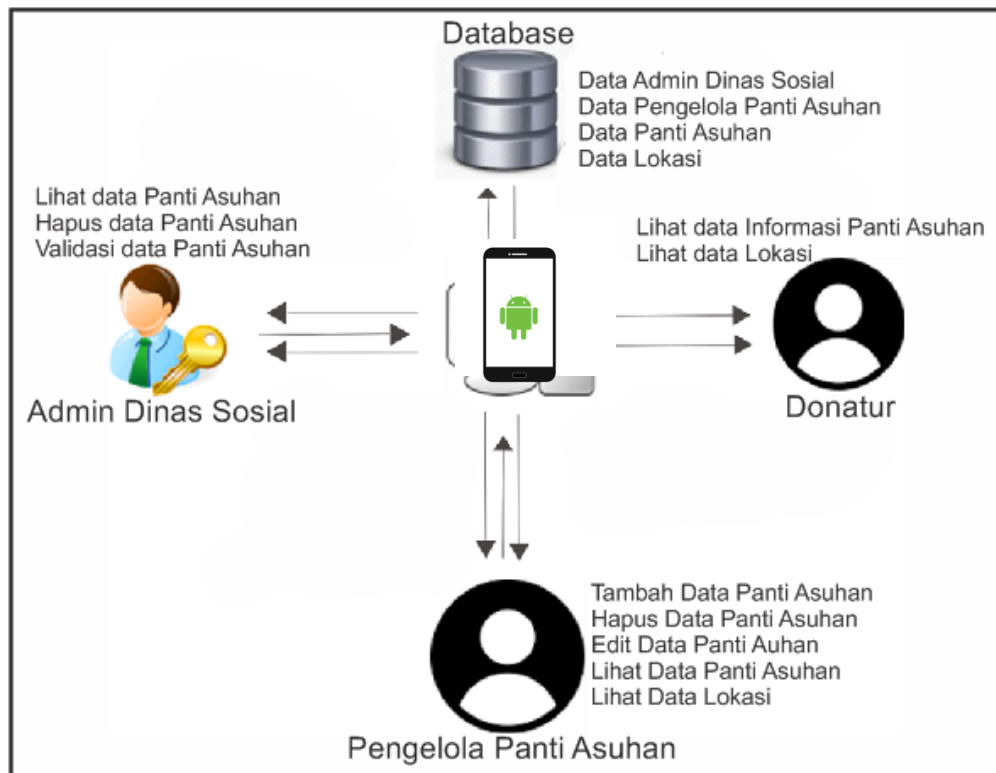 Database
Data Admin Dinas Sosial
Data Pengelola Panti Asuhan
Data Panti Asuhan
Data Lokasi
Lihat data Panti Asuhan
Hapus data Panti Asuhan
Validasi data Panti Asuhan
Admin Dinas Sosial
Lihat data Informasi Panti Asuhan
Lihat data Lokasi
Donatur
Tambah Data Panti Asuhan
Hapus Data Panti Asuhan
Edit Data Panti Auhan
Lihat Data Panti Asuhan
Lihat Data Lokasi
Pengelola Panti Asuhan